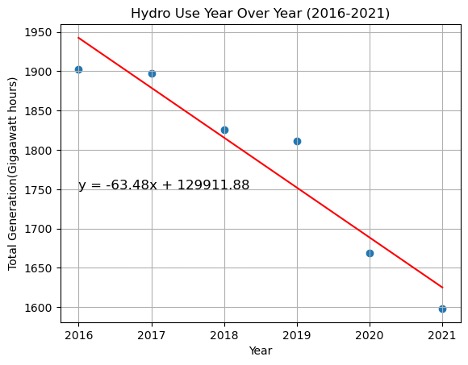 Hydro Use Year Over Year (2016-2021)
Total Generation(Gigaawatt hours)
1950
1900
1850
1800
1750
1700
1650
1600
y = -63.48x + 129911.88
2016 2017 2018 2019 2020 2021
Year